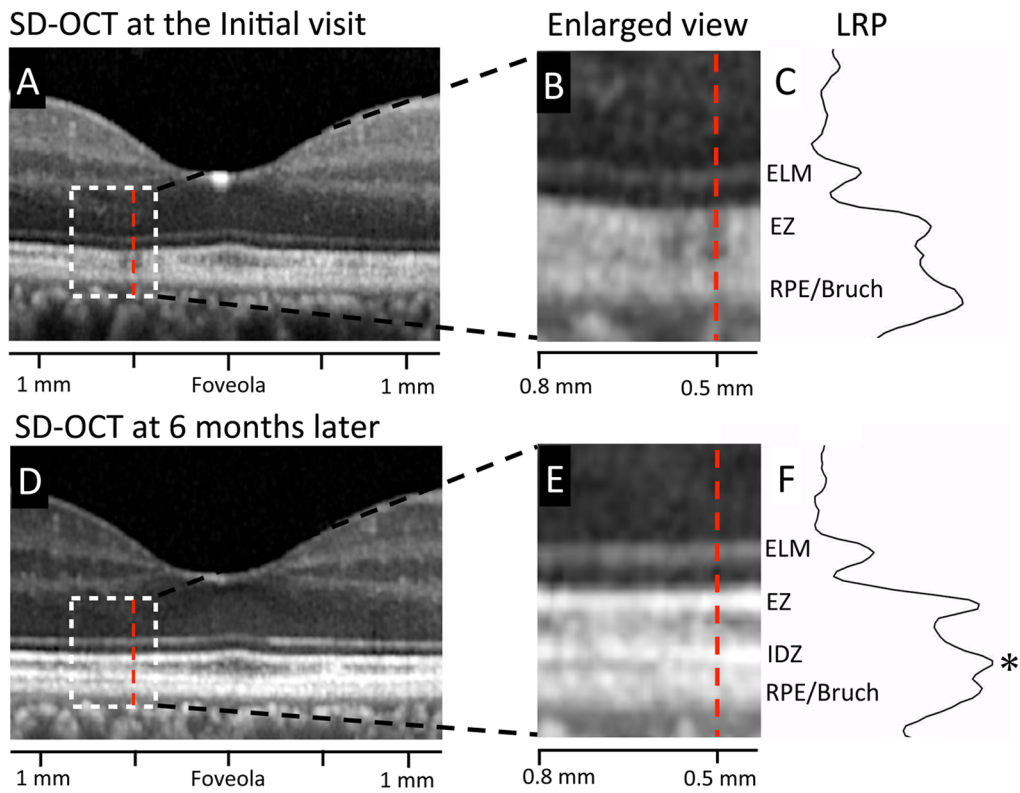 SD-OCT at the Initial visit
Enlarged view
LRP
A
B
C
ELM
EZ
RPE/Bruch
1 mm
Foveola
1 mm
0.8 mm
0.5 mm
SD-OCT at 6 months later
D
E
F
ELM
EZ
IDZ
*
RPE/Bruch
1 mm
Foveola
1 mm
0.8 mm
0.5 mm